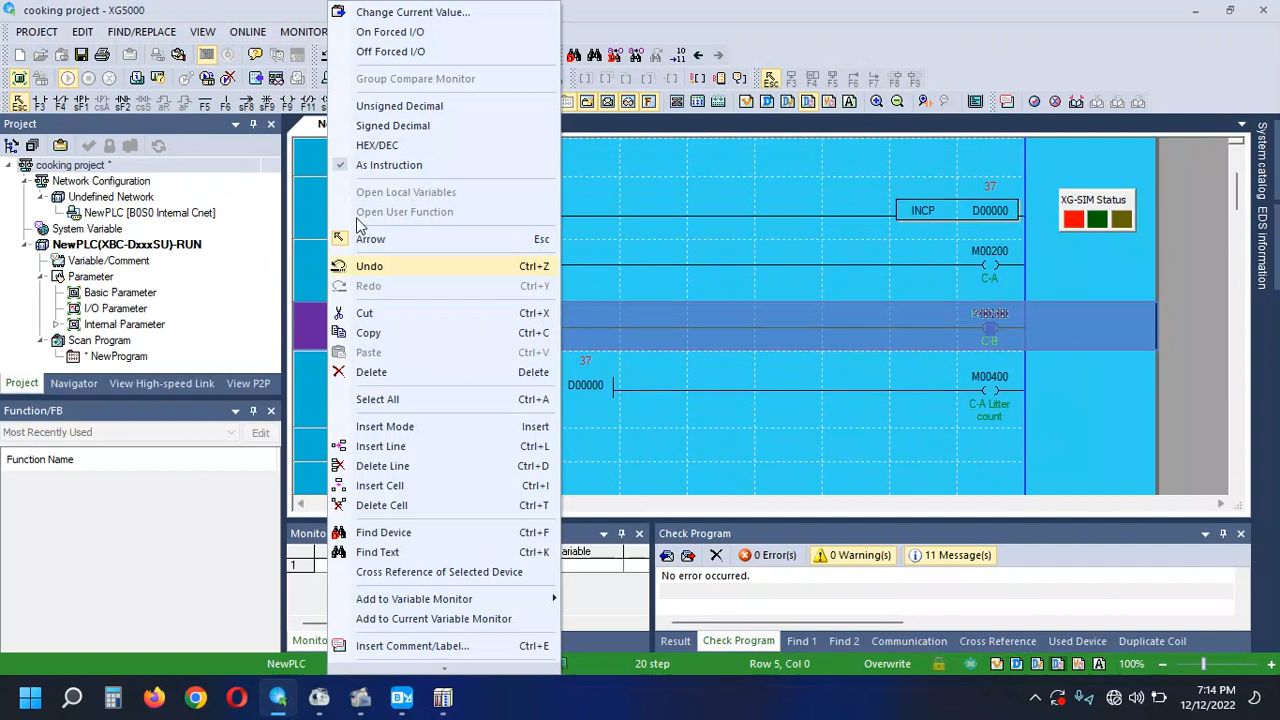 cooking project * - XG5000
PROJECT EDIT FIND/REPLACE VIEW ONLINE MONITOR
Project
cooking project *
Network Configuration
Undefined Network
NewPLC [B0S0 Internal Cnet]
System Variable
NewPLC(XBC-DxxxSU)-RUN
Variable/Comment
Parameter
Basic Parameter
I/O Parameter
Internal Parameter
Scan Program
* NewProgram
Project Navigator View High-speed Link View P2P
Function/FB
Most Recently Used Edit
Function Name
Change Current Value...
On Forced I/O
Off Forced I/O
Group Compare Monitor
Unsigned Decimal
Signed Decimal
HEX/DEC
As Instruction
Open Local Variables
Open User Function
Arrow Esc
Undo Ctrl+Z
Redo Ctrl+Y
Cut Ctrl+X
Copy Ctrl+C
Paste Ctrl+V
Delete Delete
Select All Ctrl+A
Insert Mode Insert
Insert Line Ctrl+L
Delete Line Ctrl+D
Insert Cell Ctrl+I
Delete Cell Ctrl+T
Find Device Ctrl+F
Find Text Ctrl+K
Cross Reference of Selected Device
Add to Variable Monitor
Add to Current Variable Monitor
Insert Comment/Label... Ctrl+E
Esc F3 F4 F5 F6 F7
37
INCP D00000
M00200
C-A
C-B
37
D00000
M00400
C-A Litter
count
XG-SIM Status
System catalog
EDS Information
1
Check Program
0 Error(s) 0 Warning(s) 11 Message(s)
No error occurred.
Result Check Program Find 1 Find 2 Communication Cross Reference Used Device Duplicate Coil
NewPLC 20 step Row 5, Col 0 Overwrite 100%
7:14 PM
12/12/2022